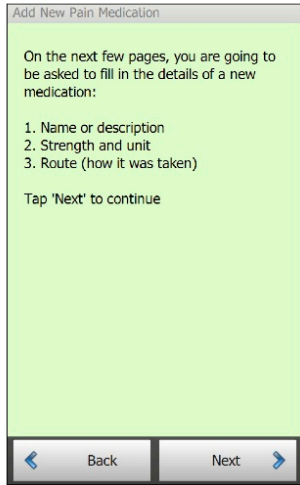 Add New Pain Medication
On the next few pages, you are going to
be asked to fill in the details of a new
medication:
1. Name or description
2. Strength and unit
3. Route (how it was taken)
Tap 'Next' to continue
Back
Next